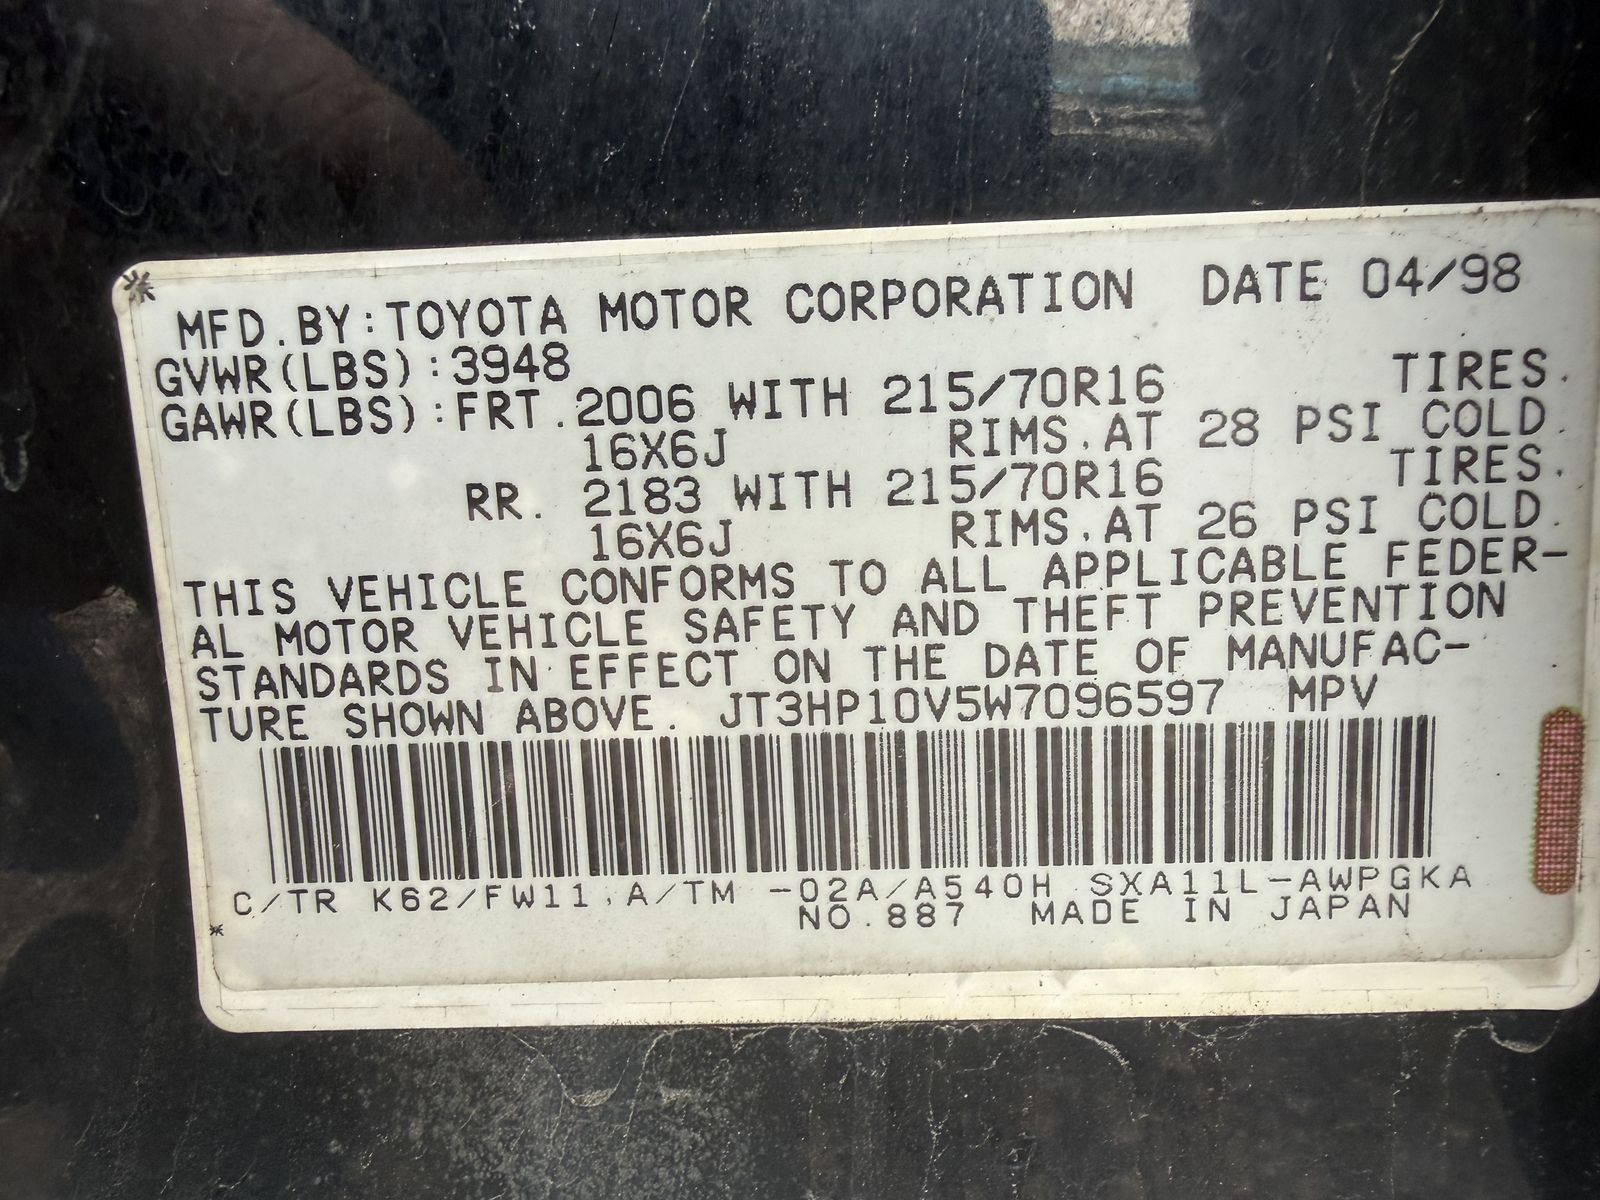 MFD.BY:TOYOTA MOTOR CORPORATION DATE 04/98
GVWR(LBS):3948
GAWR(LBS):FRT.2006 WITH 215/70R16 TIRES.
16X6J RIMS.AT 28 PSI COLD.
RR. 2183 WITH 215/70R16 TIRES.
16X6J RIMS.AT 26 PSI COLD.
THIS VEHICLE CONFORMS TO ALL APPLICABLE FEDER-
AL MOTOR VEHICLE SAFETY AND THEFT PREVENTION
STANDARDS IN EFFECT ON THE DATE OF MANUFAC-
TURE SHOWN ABOVE. JT3HP10V5W7096597 MPV
C/TR K62/FW11,A/TM -02A/A540H SXA11L-AWPGKA
NO.887 MADE IN JAPAN